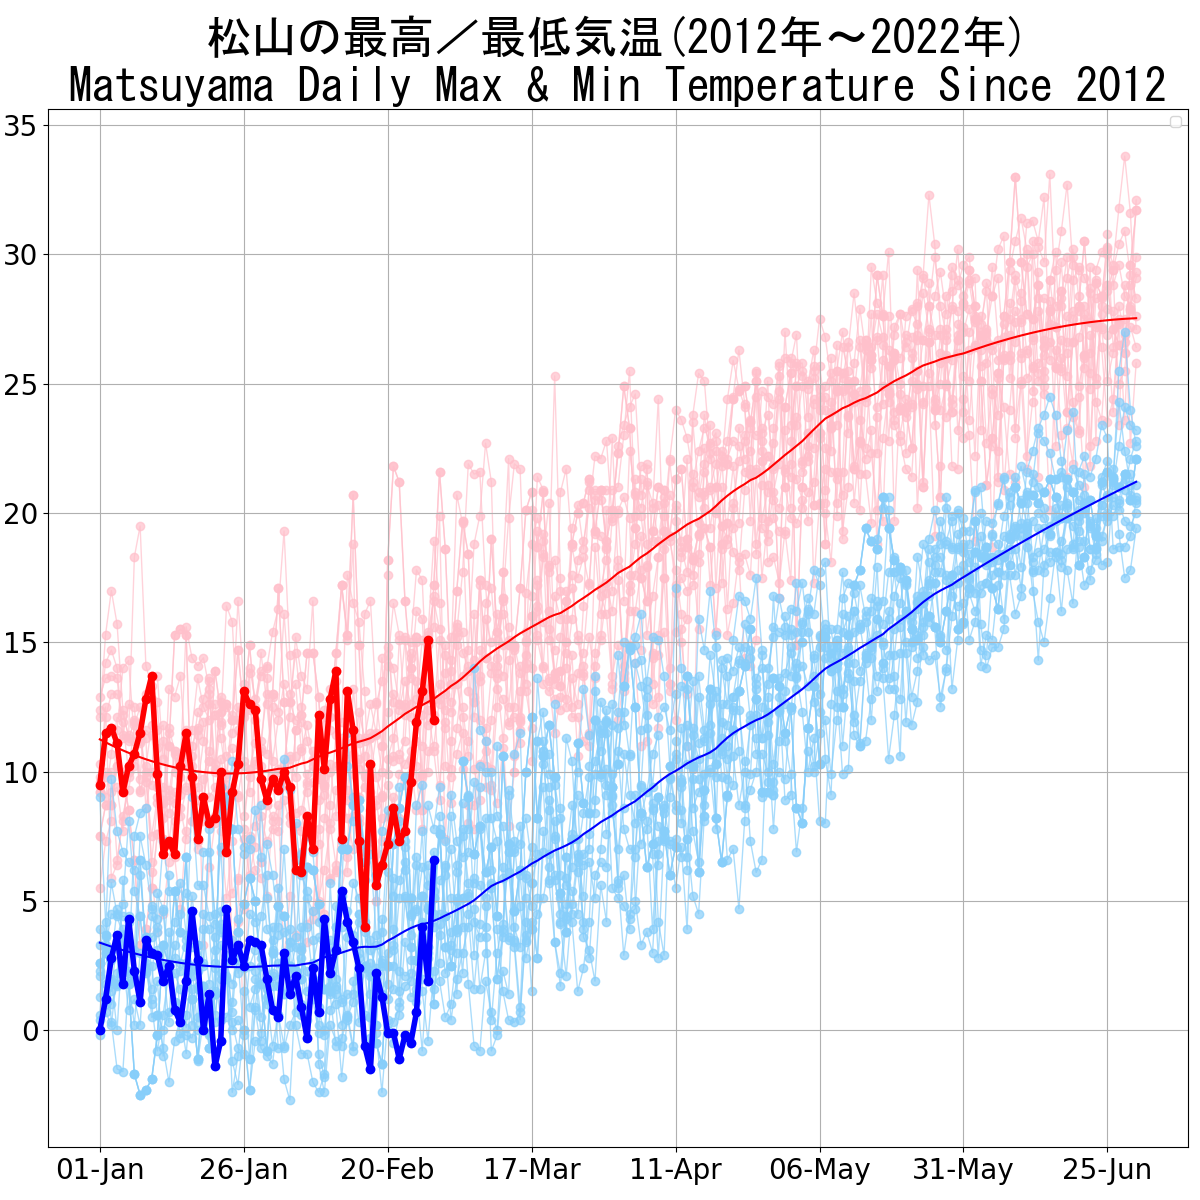 松山の最高／最低気温(2012年～2022年)
Matsuyama Daily Max & Min Temperature Since 2012
35
30
25
20
15
10
5
0
01-Jan 26-Jan 20-Feb 17-Mar 11-Apr 06-May 31-May 25-Jun